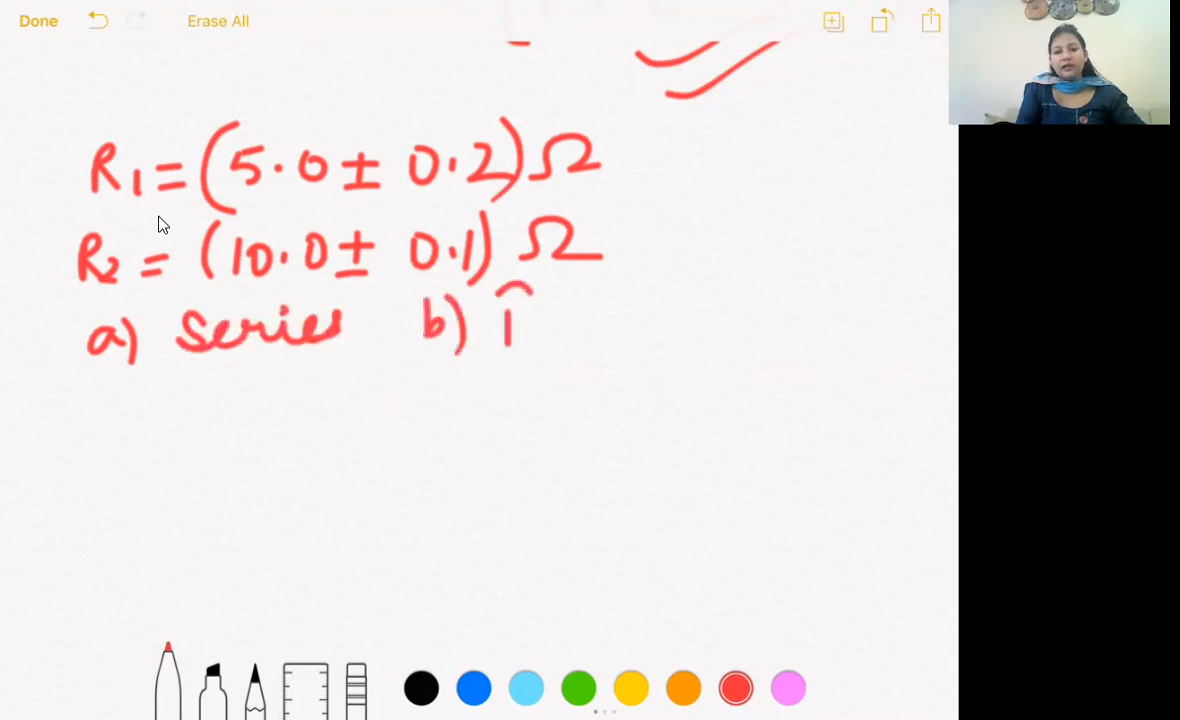 Done Erase All
R1 = (5.0 ± 0.2) Ω
R2 = (10.0 ± 0.1) Ω
a) Series b)